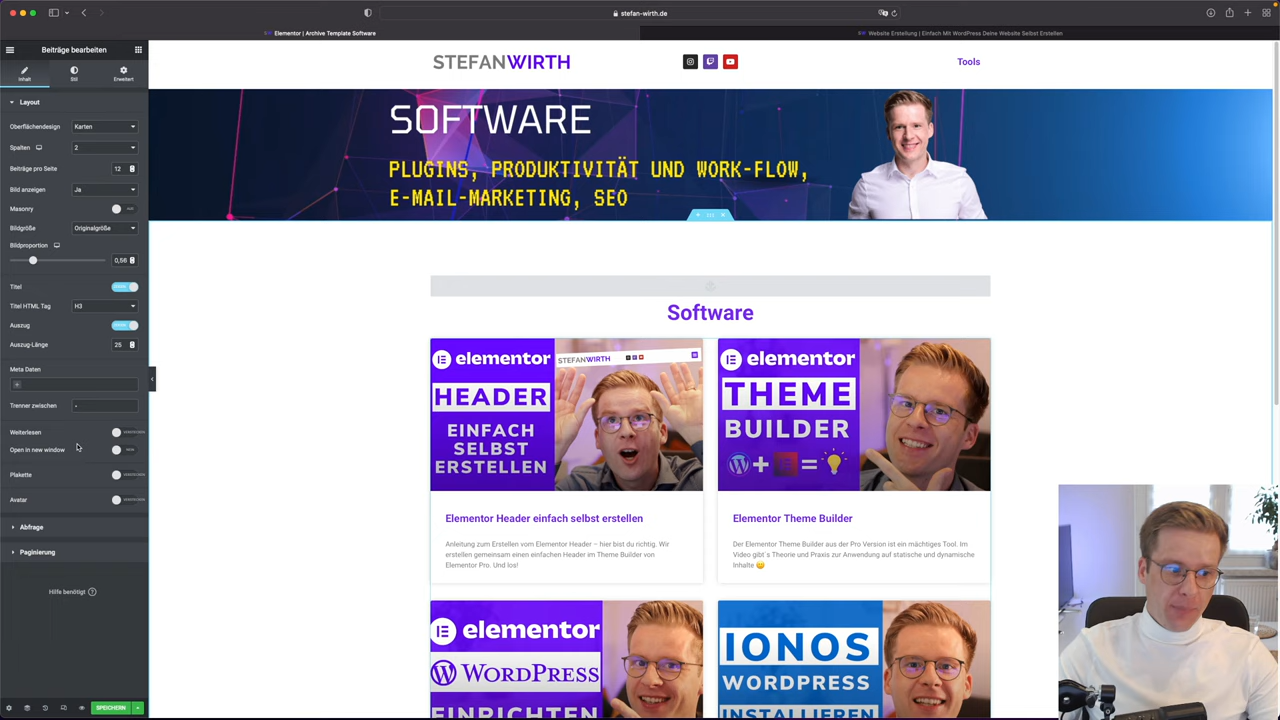 stefan-wirth.de
Elementor | Archive Template Software
Website Erstellung | Einfach Mit WordPress Deine Website Selbst Erstellen
Beiträge bearbeiten
Inhalt
Stil
Erweitert
Layout
Oberflächendesign
Karten
Spalten
2
Beiträge pro Seite
12
Bild anzeigen
Ja
Masonry
Bildgröße
Originalgröße
Bildproportion
0,56
Titel
Titel HTML Tag
H3
Auszug
Auszug-Länge
25
Meta Daten
Trenner zwischen
-
Weiterlesen
Open in new window
Plakette
Avatar
Abfrage
Paginierung
Hilfe benötigt
SPEICHERN
STEFANWIRTH
Tools
SOFTWARE
PLUGINS, PRODUKTIVITÄT UND WORK-FLOW,
E-MAIL-MARKETING, SEO
Software
elementor
HEADER
EINFACH
SELBST
ERSTELLEN
STEFANWIRTH
elementor
THEME
BUILDER
Elementor Header einfach selbst erstellen
Anleitung zum Erstellen vom Elementor Header – hier bist du richtig. Wir
erstellen gemeinsam einen einfachen Header im Theme Builder von
Elementor Pro. Und los!
Elementor Theme Builder
Der Elementor Theme Builder aus der Pro Version ist ein mächtiges Tool. Im
Video gibt´s Theorie und Praxis zur Anwendung auf statische und dynamische
Inhalte 😀
elementor
WORDPRESS
EINRICHTEN
IONOS
WORDPRESS
INSTALLIEREN